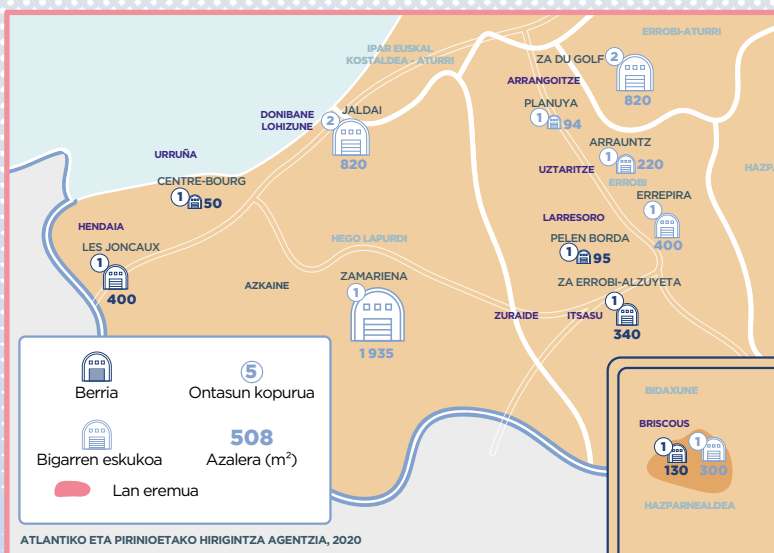 ERROBI-ATURRI
IPAR EUSKAL
KOSTALDEA - ATURRI
ZA DU GOLF
2
820
ARRANGOITZE
PLANUYA
1
94
DONIBANE
LOHIZUNE
JALDAI
2
820
ARRAUNTZ
1
220
URRUÑA
UZTARITZE
HAZPA
CENTRE-BOURG
1
50
ERROBI
ERREPIRA
1
400
HENDAIA
LARRESORO
LES JONCAUX
1
400
HEGO LAPURDI
PELEN BORDA
1
95
AZKAINE
ZAMARIENA
1
1 935
ZA ERROBI-ALZUYETA
1
340
ZURAIDE
ITSASU
Berria
5
Ontasun kopurua
Bigarren eskukoa
508
Azalera (m²)
Lan eremua
BIDAXUNE
BRISCOUS
1
130
1
300
HAZPARNEALDEA
ATLANTIKO ETA PIRINIOETAKO HIRIGINTZA AGENTZIA, 2020